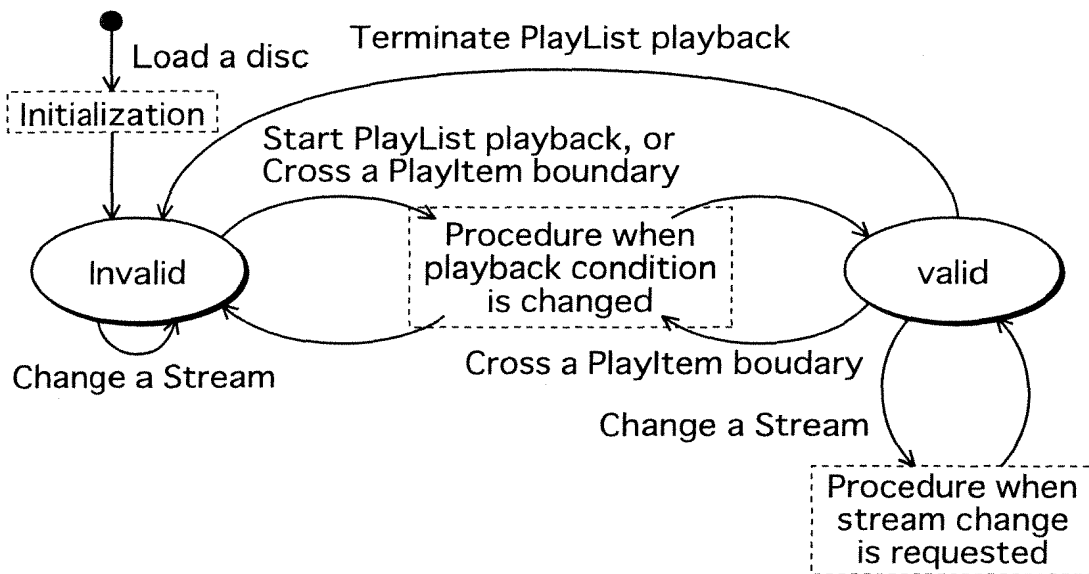 Terminate PlayList playback
Load a disc
Initialization
Start PlayList playback, or
Cross a PlayItem boundary
Invalid
Procedure when
playback condition
is changed
valid
Change a Stream
Cross a PlayItem boudary
Change a Stream
Procedure when
stream change
is requested